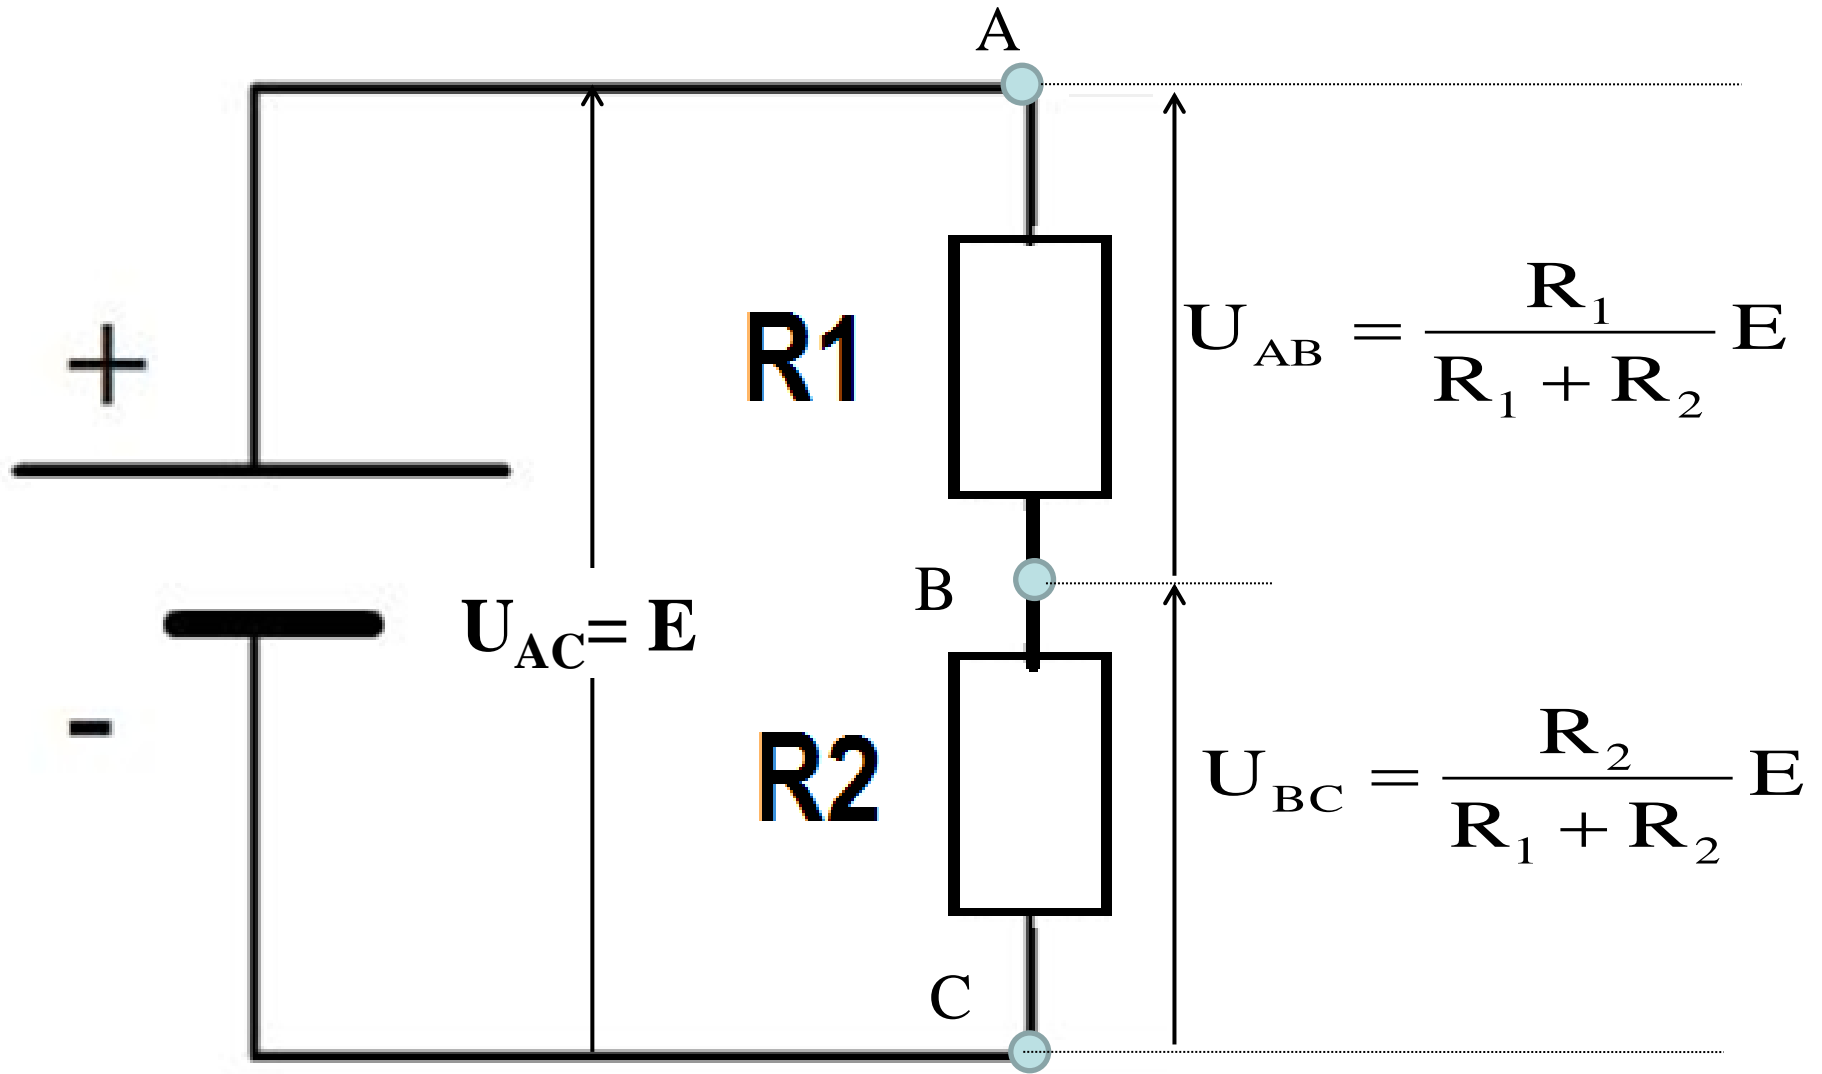 A
+
R1
U_AB = R_1 / (R_1 + R_2) E
B
U_AC= E
-
R2
U_BC = R_2 / (R_1 + R_2) E
C